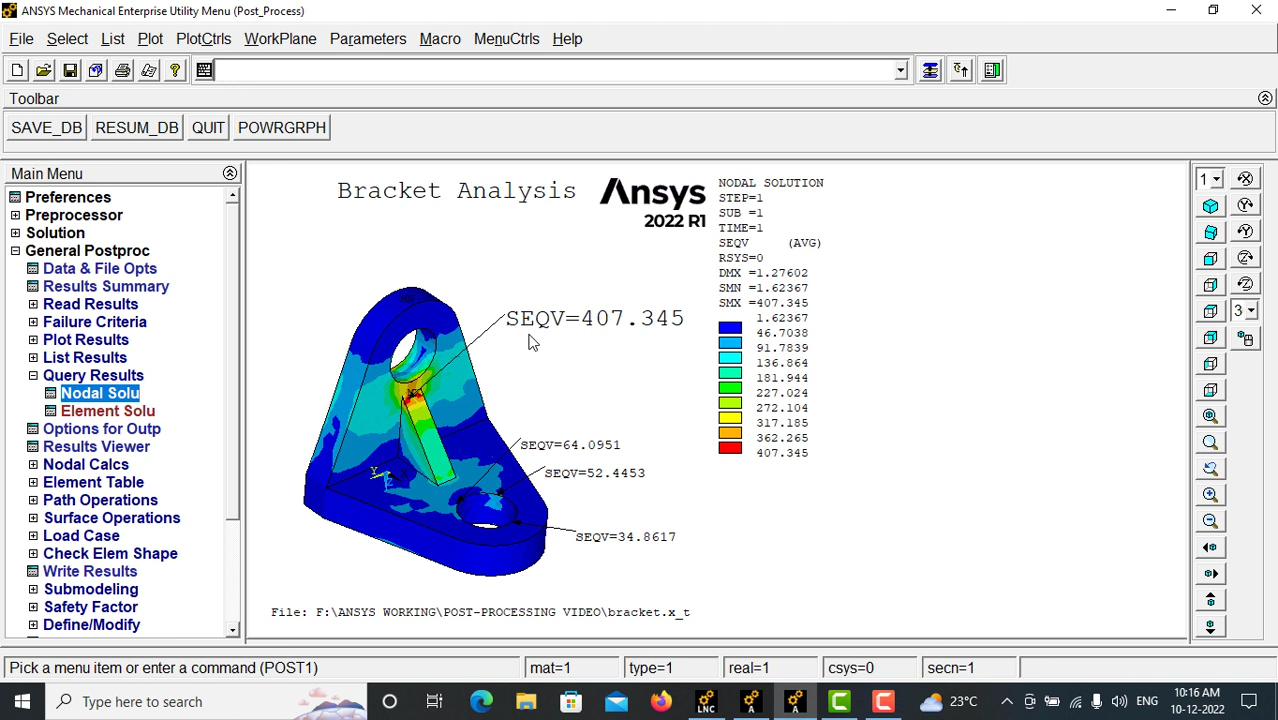 ANSYS Mechanical Enterprise Utility Menu (Post_Process)
File Select List Plot PlotCtrls WorkPlane Parameters Macro MenuCtrls Help
Toolbar
SAVE_DB RESUM_DB QUIT POWRGRPH
Main Menu
Preferences
Preprocessor
Solution
General Postproc
Data & File Opts
Results Summary
Read Results
Failure Criteria
Plot Results
List Results
Query Results
Nodal Solu
Element Solu
Options for Outp
Results Viewer
Nodal Calcs
Element Table
Path Operations
Surface Operations
Load Case
Check Elem Shape
Write Results
Submodeling
Safety Factor
Define/Modify
Bracket Analysis
Ansys
2022 R1
NODAL SOLUTION
STEP=1
SUB =1
TIME=1
SEQV (AVG)
RSYS=0
DMX =1.27602
SMN =1.62367
SMX =407.345
1.62367
46.7038
91.7839
136.864
181.944
227.024
272.104
317.185
362.265
407.345
SEQV=407.345
SEQV=64.0951
SEQV=52.4453
SEQV=34.8617
Y
X
Z
File: F:\ANSYS WORKING\POST-PROCESSING VIDEO\bracket.x_t
1
3
Pick a menu item or enter a command (POST1)
mat=1
type=1
real=1
csys=0
secn=1
Type here to search
LNC
A
A
23°C
ENG
10:16 AM
10-12-2022